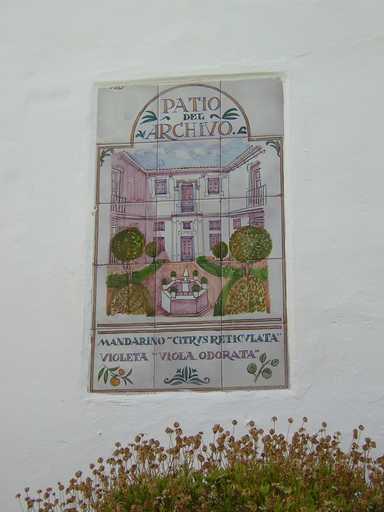 PATIO
DEL
ARCHIVO
MANDARINO "CITRVS RETICVLATA"
VIOLETA "VIOLA ODORATA"